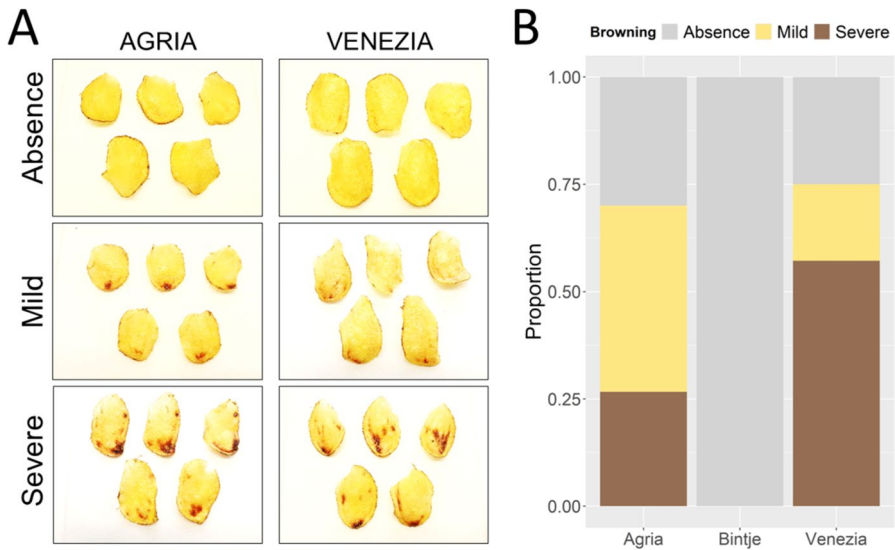 A
AGRIA
VENEZIA
Absence
Mild
Severe
B
Browning Absence Mild Severe
Proportion
1.00
0.75
0.50
0.25
0.00
Agria Bintje Venezia